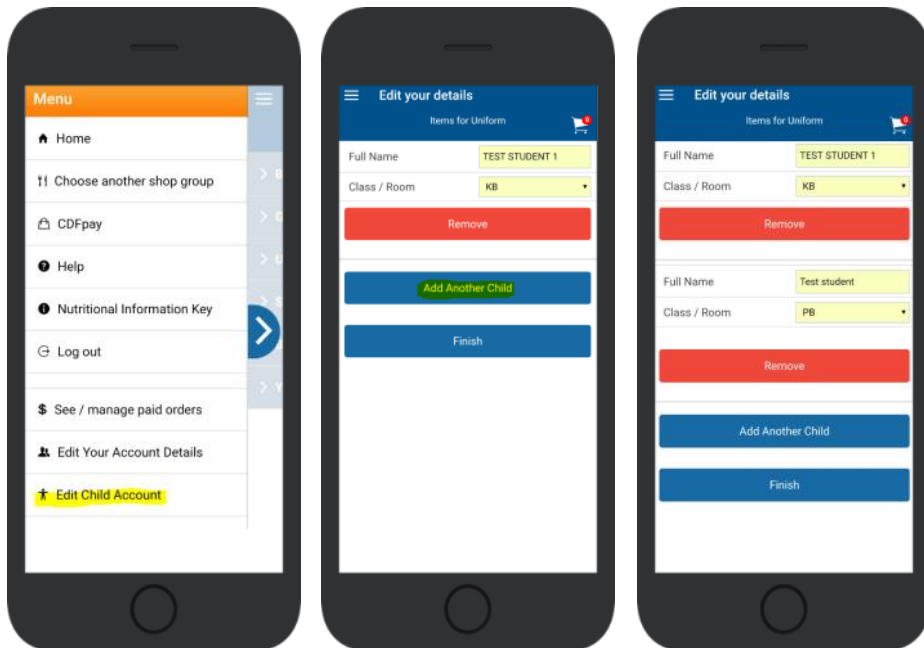 Menu
Home
Choose another shop group
CDFpay
Help
Nutritional Information Key
Log out
$ See / manage paid orders
Edit Your Account Details
Edit Child Account
> B
> U
> S
> Y
Edit your details
Items for Uniform
0
Full Name TEST STUDENT 1
Class / Room KB
Remove
Add Another Child
Finish
Edit your details
Items for Uniform
0
Full Name TEST STUDENT 1
Class / Room KB
Remove
Full Name Test student
Class / Room PB
Remove
Add Another Child
Finish